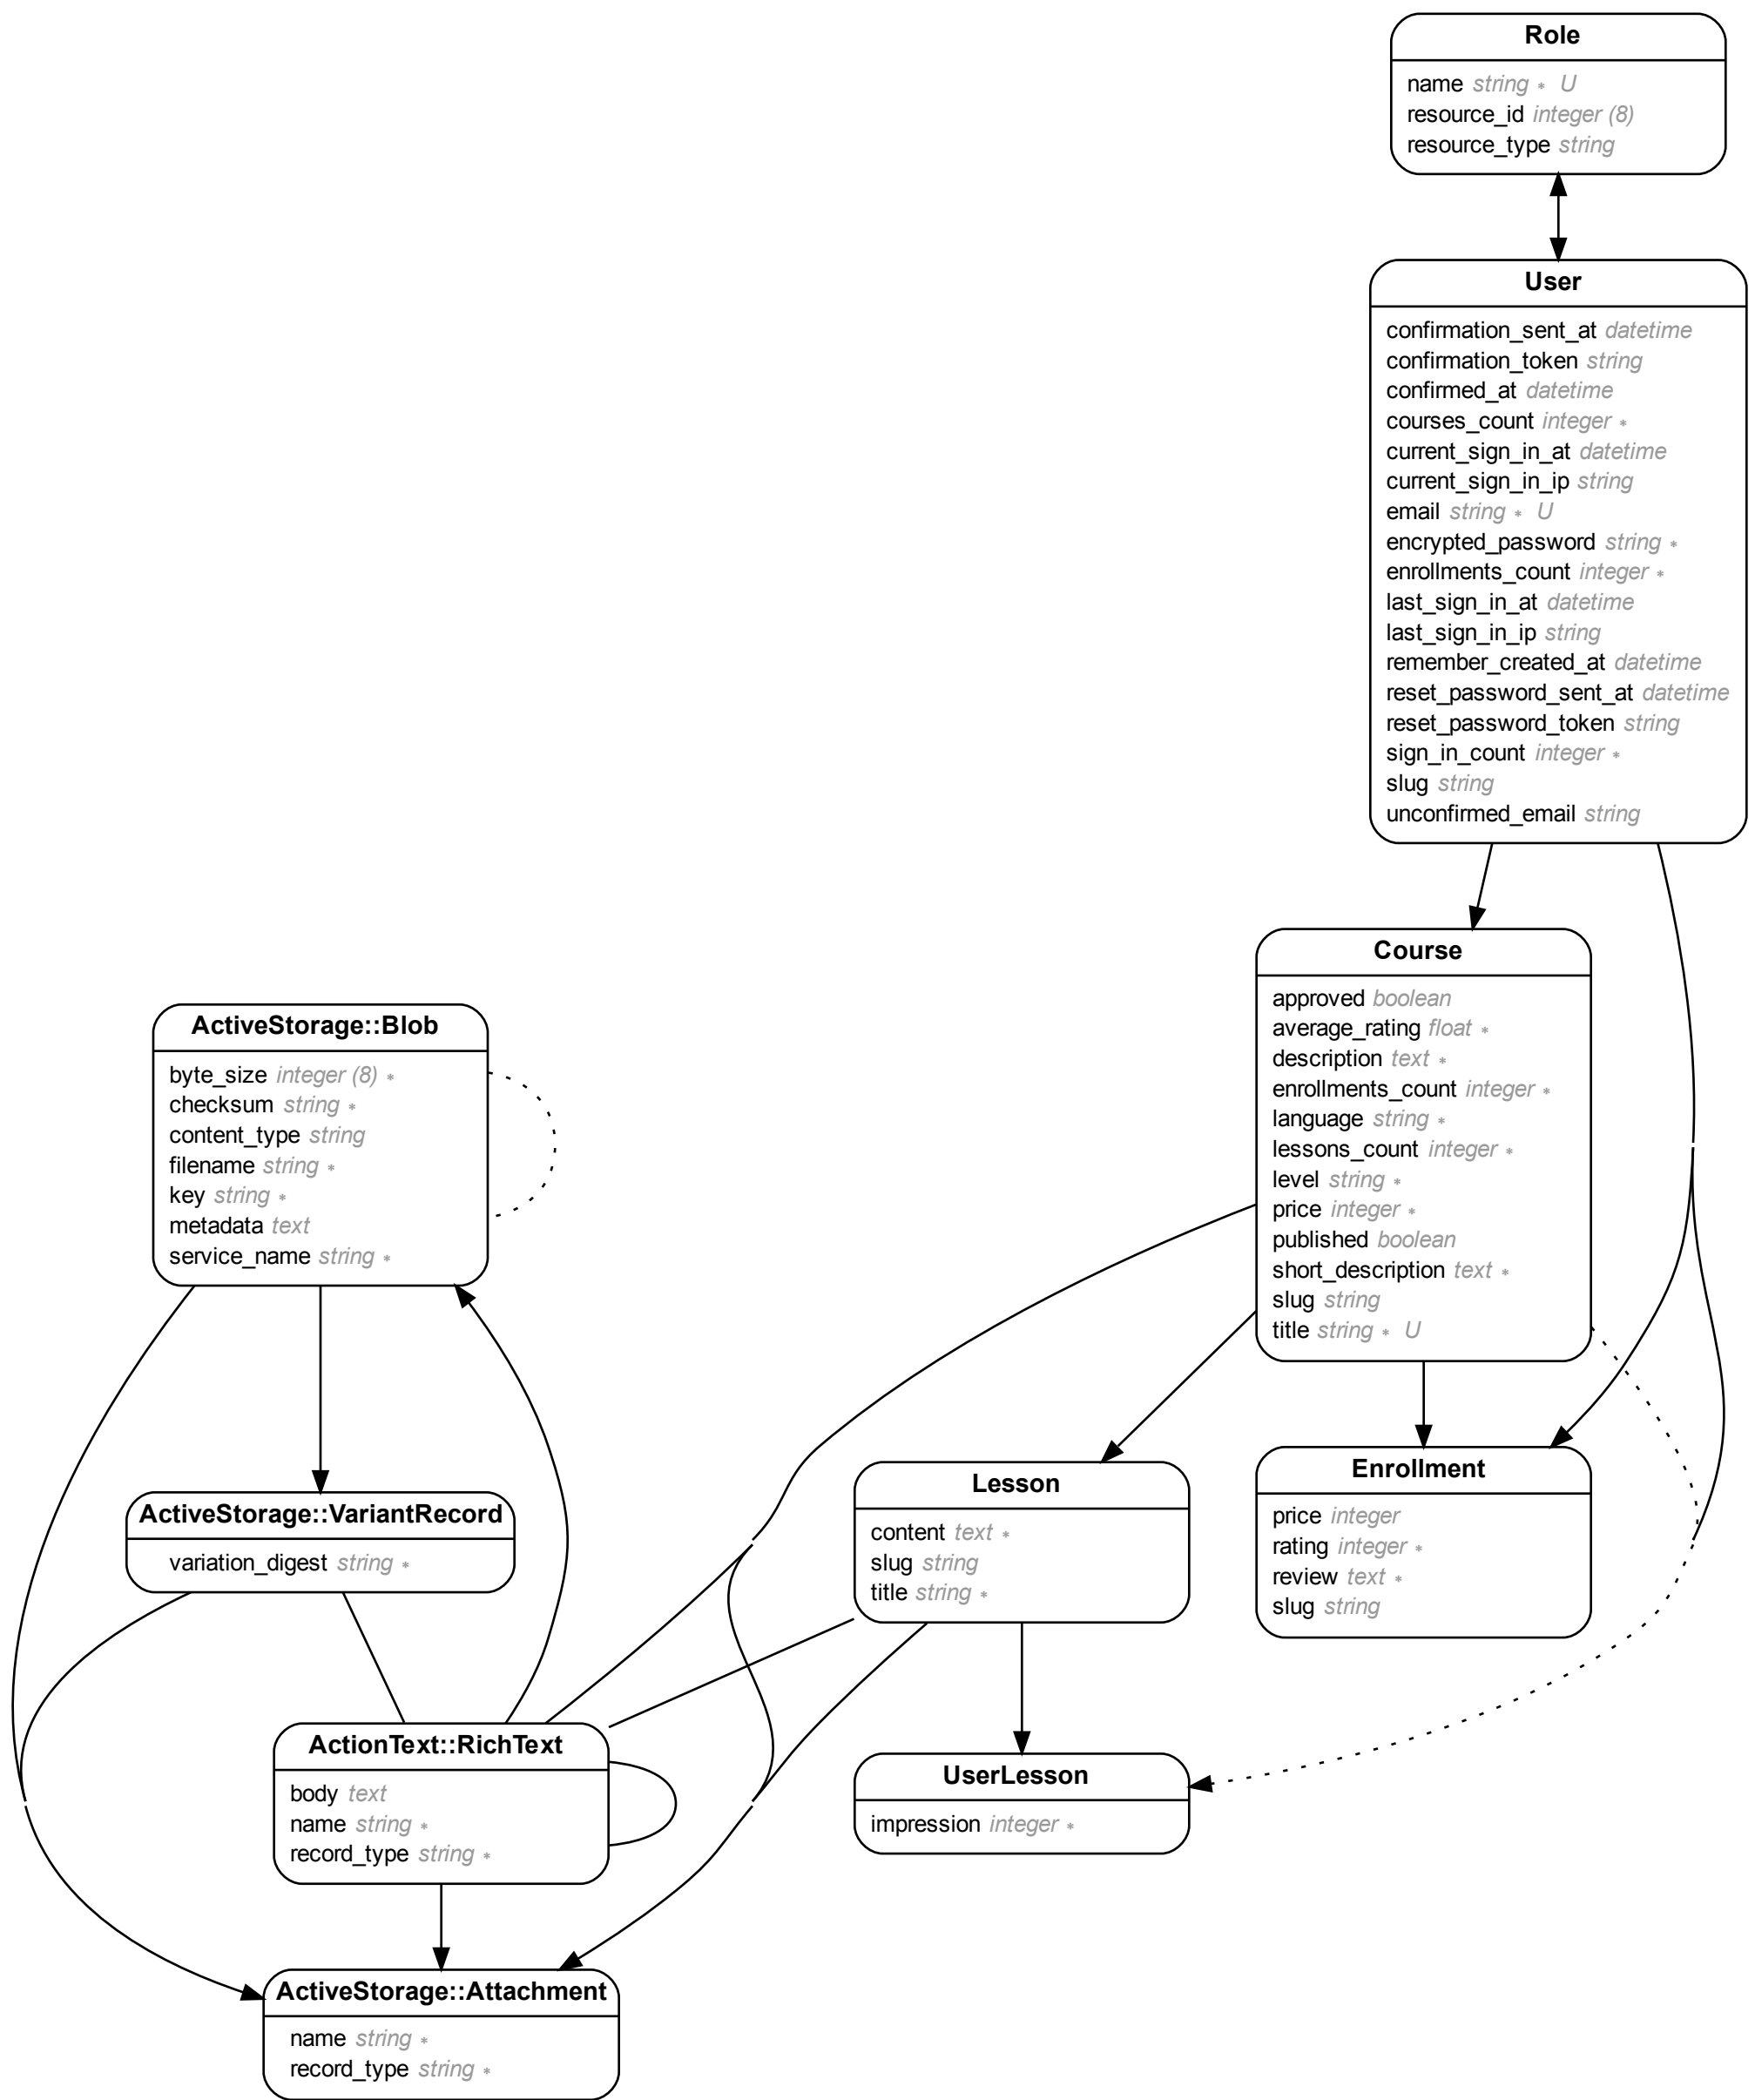 Role
name string * U
resource_id integer (8)
resource_type string
User
confirmation_sent_at datetime
confirmation_token string
confirmed_at datetime
courses_count integer *
current_sign_in_at datetime
current_sign_in_ip string
email string * U
encrypted_password string *
enrollments_count integer *
last_sign_in_at datetime
last_sign_in_ip string
remember_created_at datetime
reset_password_sent_at datetime
reset_password_token string
sign_in_count integer *
slug string
unconfirmed_email string
Course
approved boolean
average_rating float *
description text *
enrollments_count integer *
language string *
lessons_count integer *
level string *
price integer *
published boolean
short_description text *
slug string
title string * U
ActiveStorage::Blob
byte_size integer (8) *
checksum string *
content_type string
filename string *
key string *
metadata text
service_name string *
Enrollment
price integer
rating integer *
review text *
slug string
Lesson
content text *
slug string
title string *
ActiveStorage::VariantRecord
variation_digest string *
ActionText::RichText
body text
name string *
record_type string *
UserLesson
impression integer *
ActiveStorage::Attachment
name string *
record_type string *